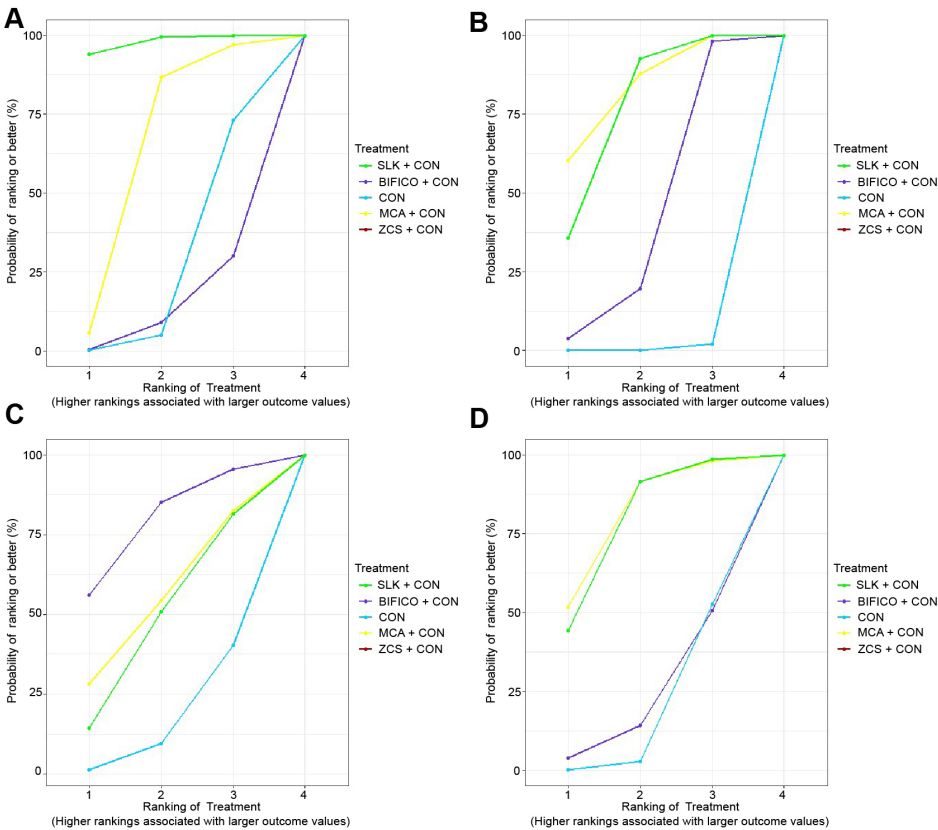 A
Probability of ranking or better (%)
100
75
50
25
0
1 2 3 4
Ranking of Treatment
(Higher rankings associated with larger outcome values)
Treatment
SLK + CON
BIFICO + CON
CON
MCA + CON
ZCS + CON
B
Probability of ranking or better (%)
100
75
50
25
0
1 2 3 4
Ranking of Treatment
(Higher rankings associated with larger outcome values)
Treatment
SLK + CON
BIFICO + CON
CON
MCA + CON
ZCS + CON
C
Probability of ranking or better (%)
100
75
50
25
0
1 2 3 4
Ranking of Treatment
(Higher rankings associated with larger outcome values)
Treatment
SLK + CON
BIFICO + CON
CON
MCA + CON
ZCS + CON
D
Probability of ranking or better (%)
100
75
50
25
0
1 2 3 4
Ranking of Treatment
(Higher rankings associated with larger outcome values)
Treatment
SLK + CON
BIFICO + CON
CON
MCA + CON
ZCS + CON